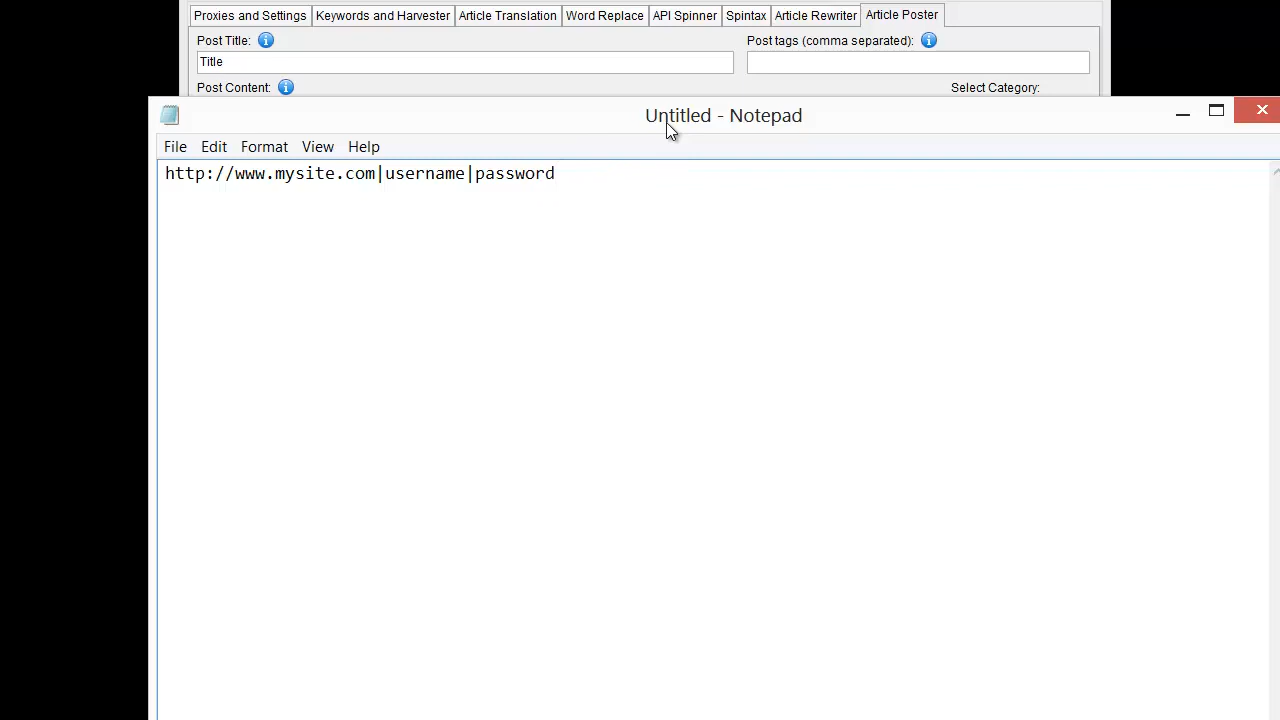 Proxies and Settings Keywords and Harvester Article Translation Word Replace API Spinner Spintax Article Rewriter Article Poster
Post Title: Post tags (comma separated):
Title
Post Content: Select Category:
Untitled - Notepad
File Edit Format View Help
http://www.mysite.com|username|password